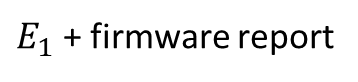 E₁ + firmware report